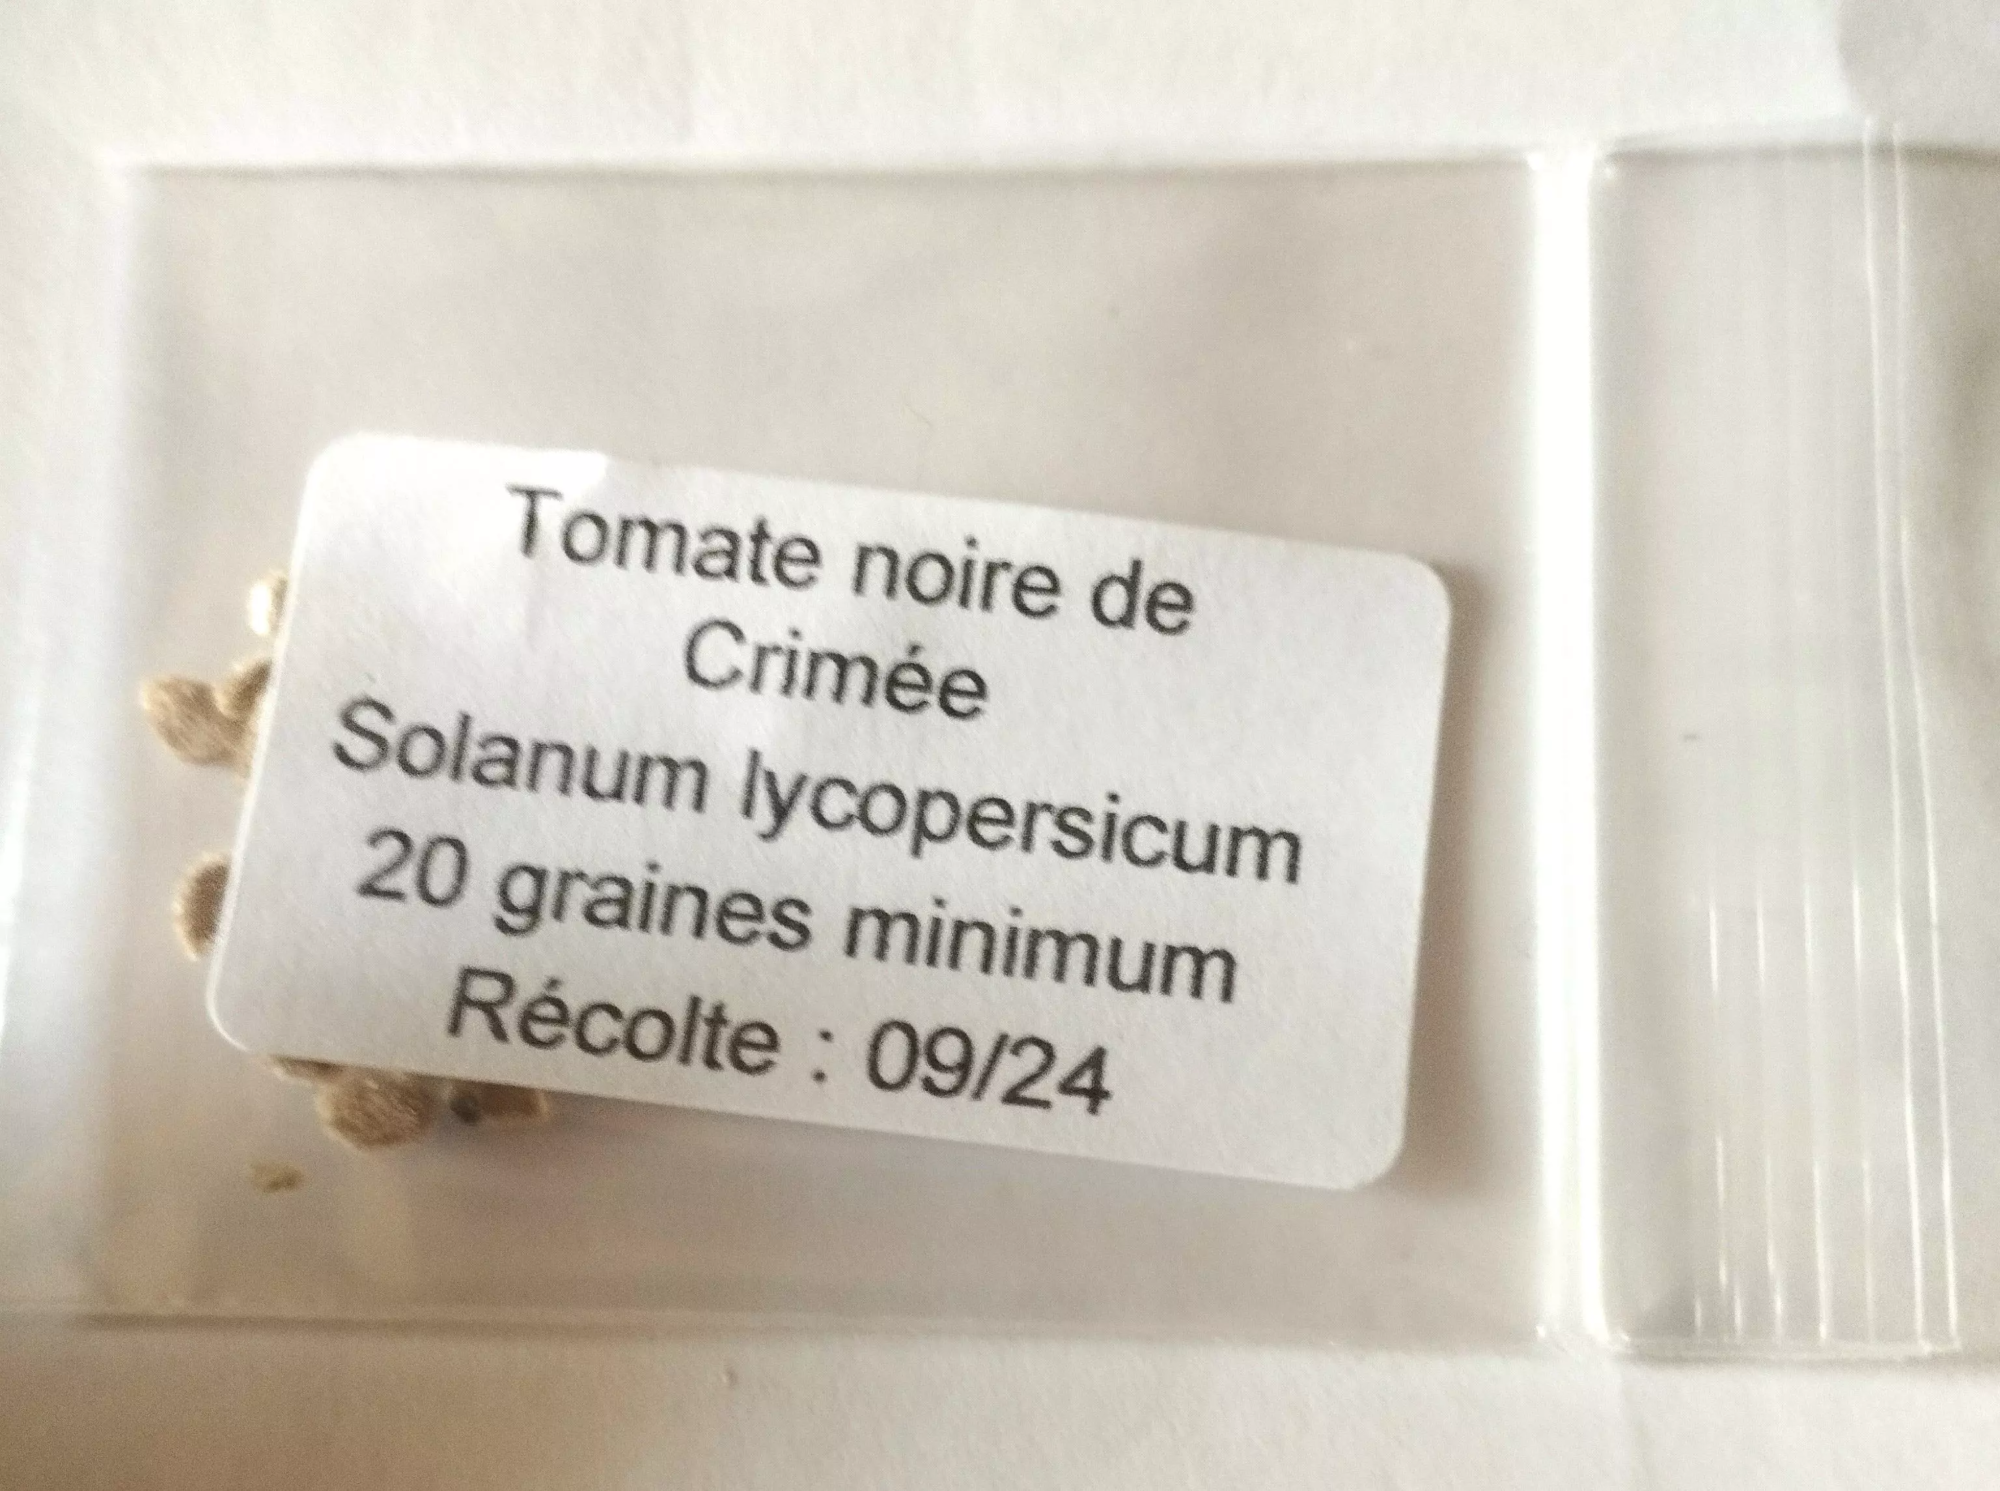 Tomate noire de
Crimée
Solanum lycopersicum
20 graines minimum
Récolte : 09/24